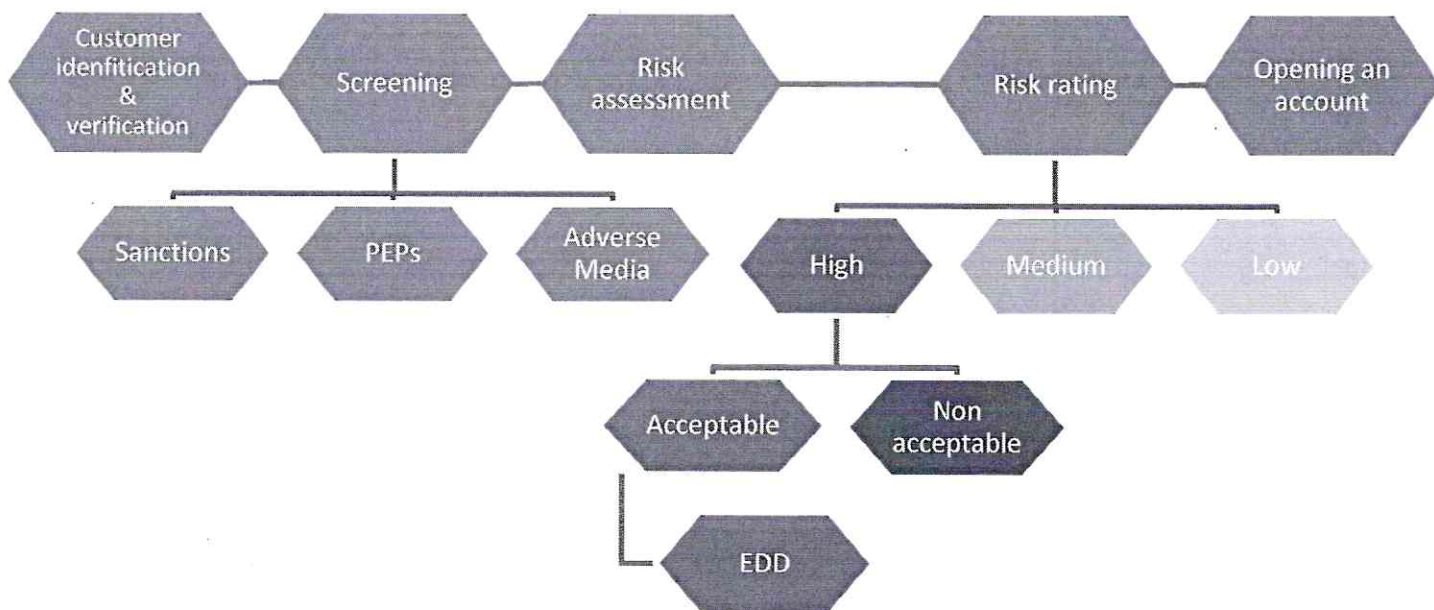 Customer
idenfitication
&
verification
Screening
Risk
assessment
Risk rating
Opening an
account
Sanctions
PEPs
Adverse
Media
High
Medium
Low
Acceptable
Non
acceptable
EDD